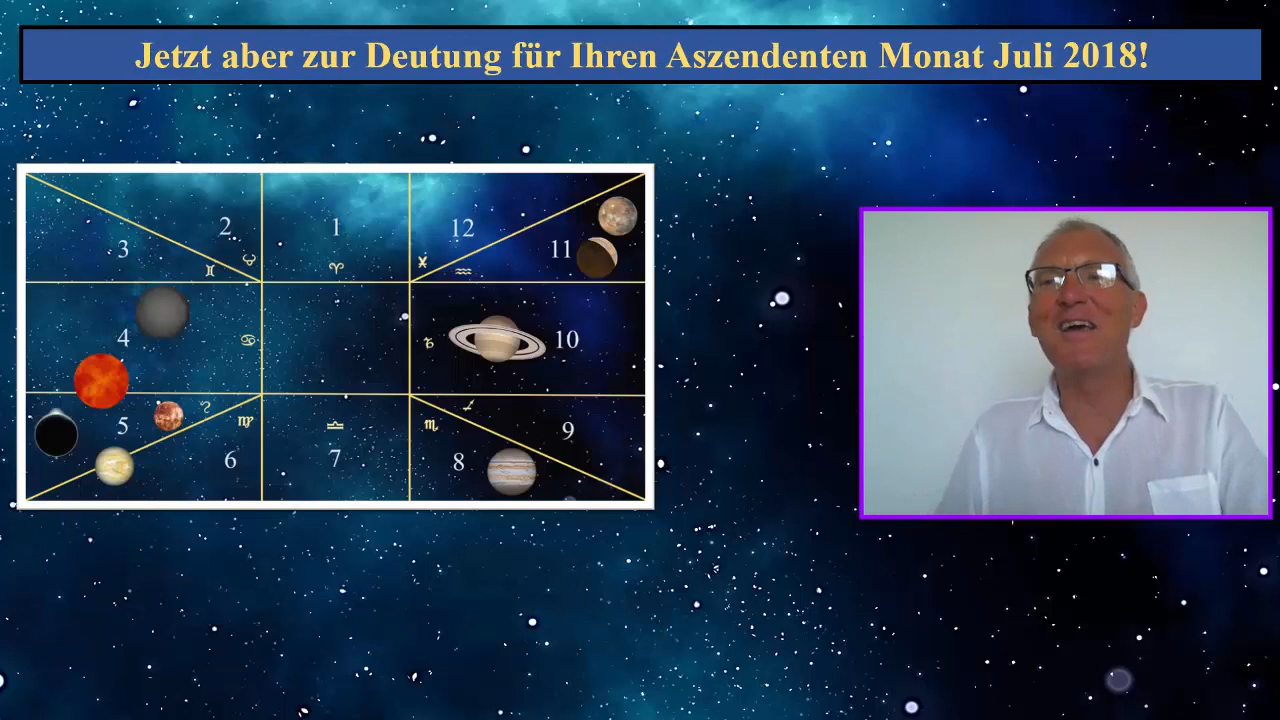 Jetzt aber zur Deutung für Ihren Aszendenten Monat Juli 2018!
2 1 12
3 11
♊ ♉ ♈ ♓ ♒
4 ♋ ♑ 10
5 ♌ ♍ ♎ ♏ ♐ 9
6 7 8